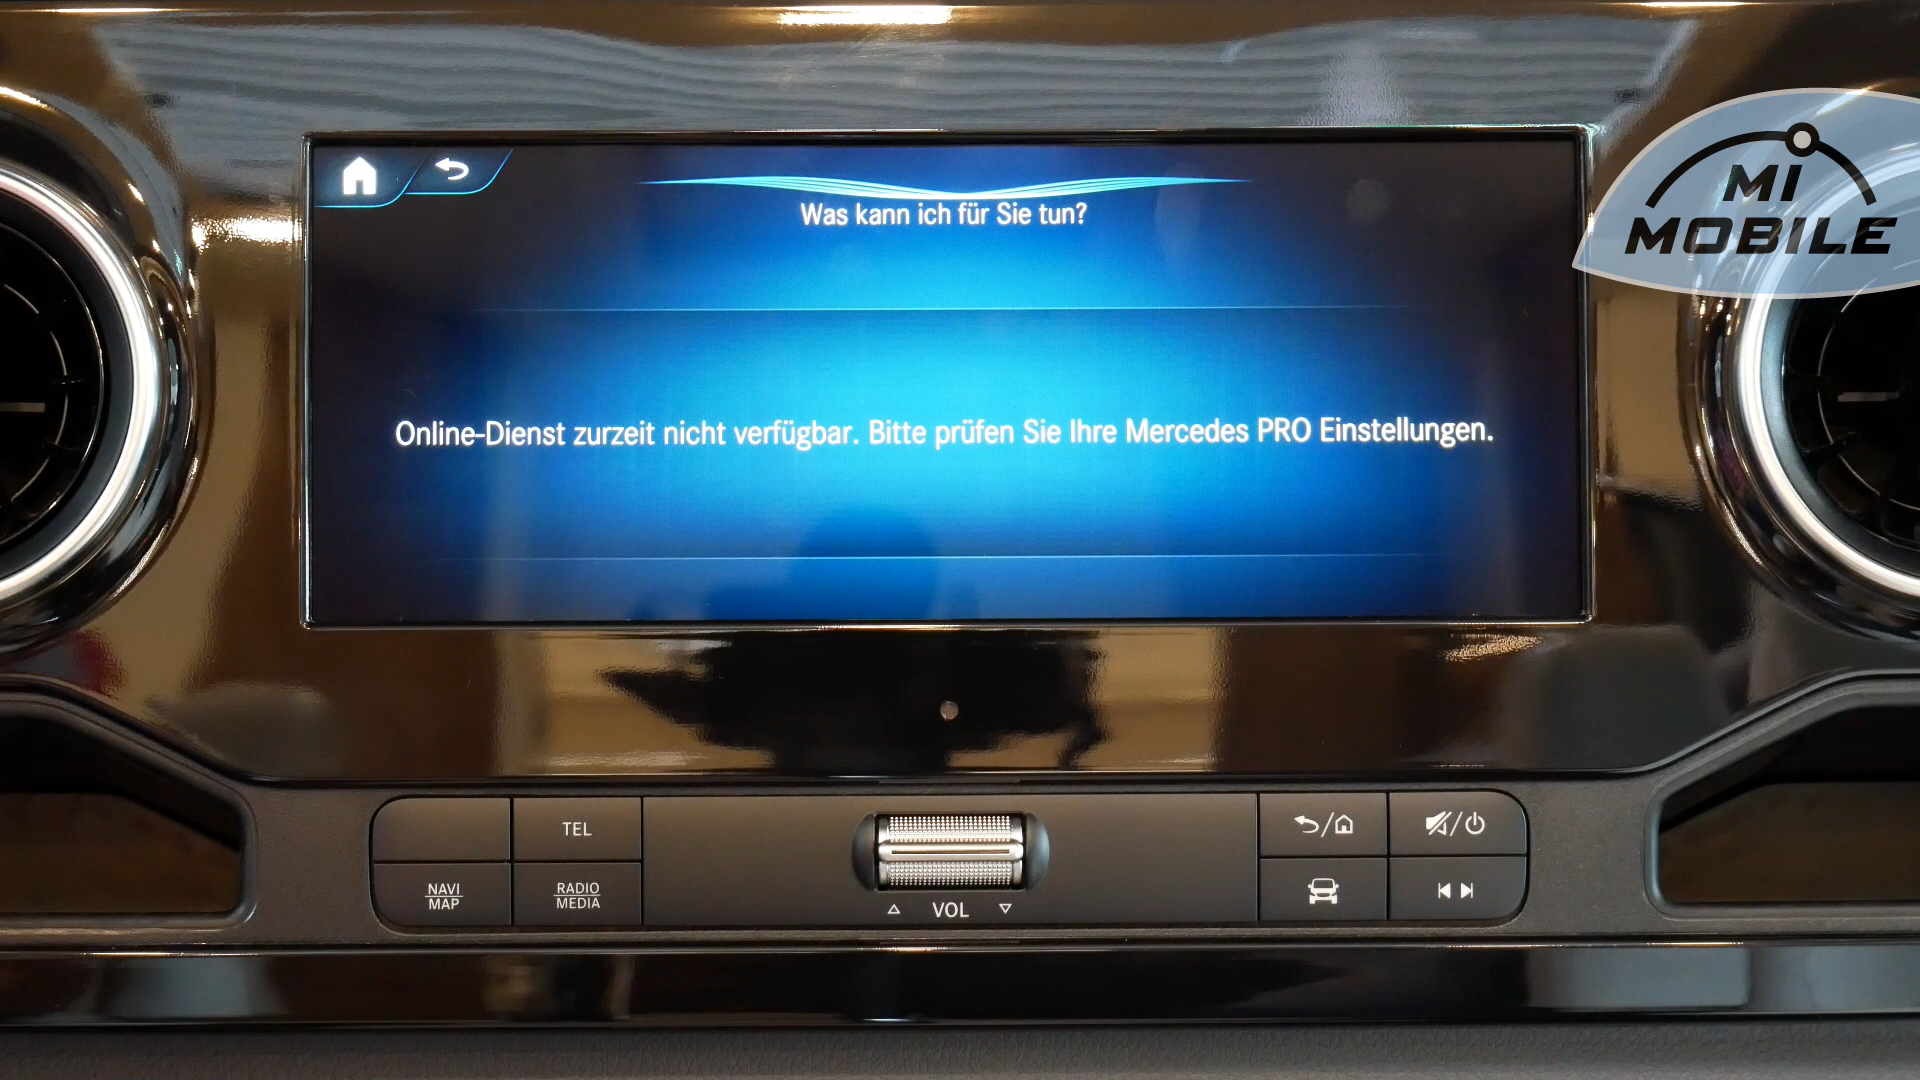 MI
MOBILE
Was kann ich für Sie tun?
Online-Dienst zurzeit nicht verfügbar. Bitte prüfen Sie Ihre Mercedes PRO Einstellungen.
TEL
NAVI
MAP
RADIO
MEDIA
VOL